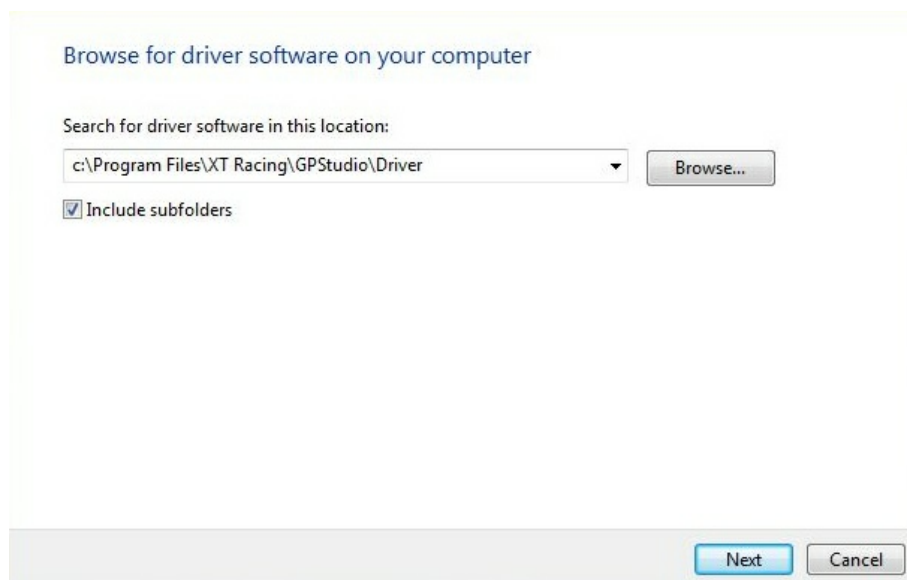 Browse for driver software on your computer
Search for driver software in this location:
c:\Program Files\XT Racing\GPStudio\Driver
Browse...
Include subfolders
Next
Cancel